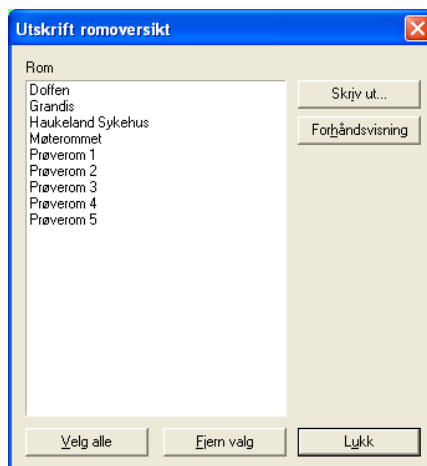 Utskrift romoversikt
Rom
Doffen
Grandis
Haukeland Sykehus
Møterommet
Prøverom 1
Prøverom 2
Prøverom 3
Prøverom 4
Prøverom 5
Skriv ut...
Forhåndsvisning
Velg alle
Fjern valg
Lukk